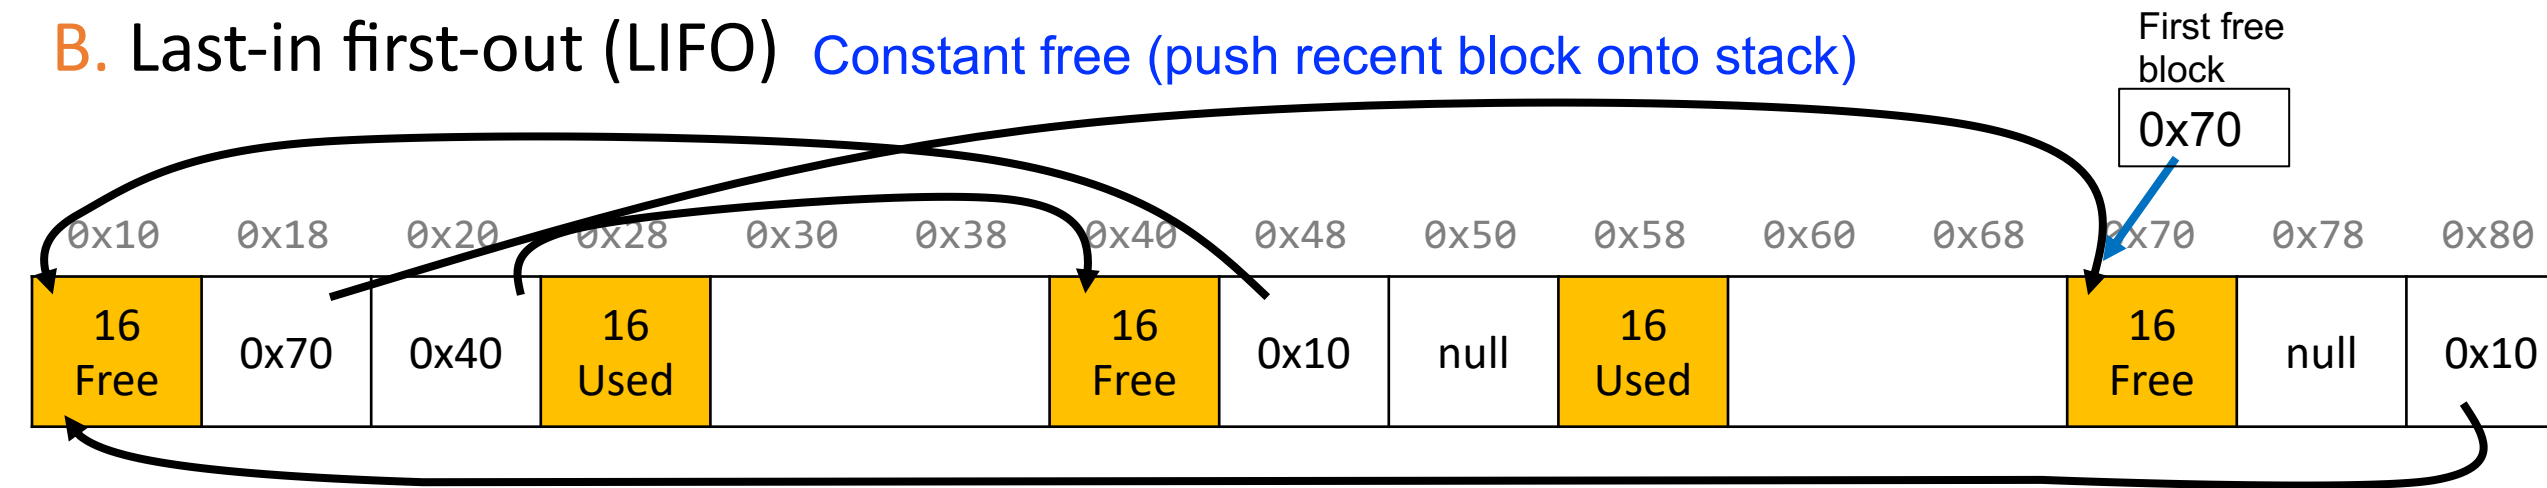 B. Last-in first-out (LIFO) Constant free (push recent block onto stack)
First free
block
0x70
0x10 0x18 0x20 0x28 0x30 0x38 0x40 0x48 0x50 0x58 0x60 0x68 0x70 0x78 0x80
16 Free 0x70 0x40 16 Used 16 Free 0x10 null 16 Used 16 Free null 0x10